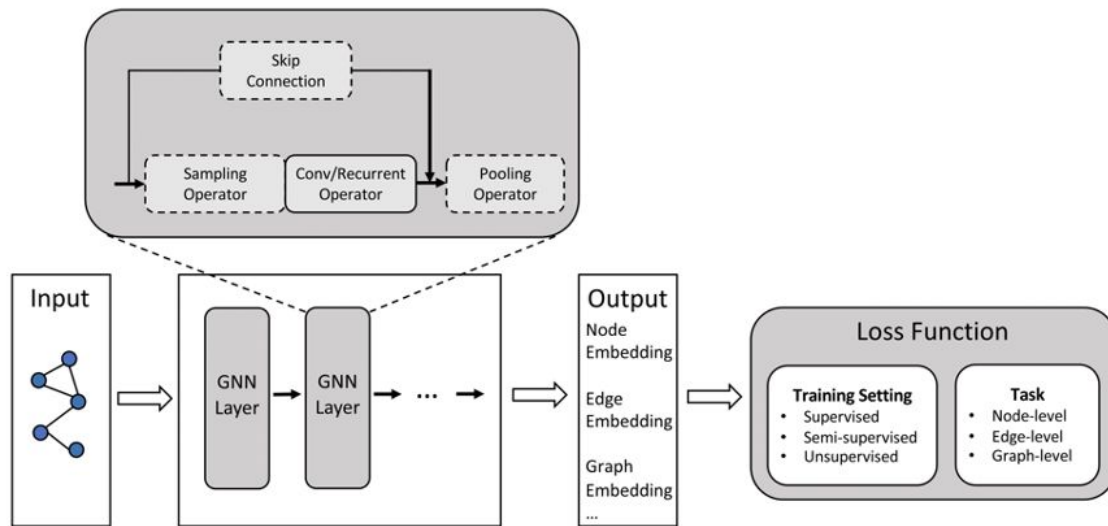 Skip
Connection
Sampling
Operator
Conv/Recurrent
Operator
Pooling
Operator
Input
GNN
Layer
GNN
Layer
...
Output
Node
Embedding
Edge
Embedding
Graph
Embedding
...
Loss Function
Training Setting
• Supervised
• Semi-supervised
• Unsupervised
Task
• Node-level
• Edge-level
• Graph-level